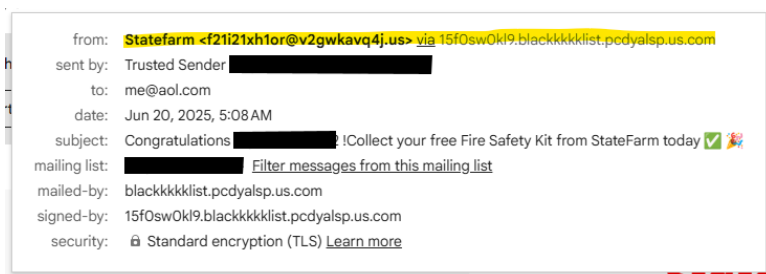 from: Statefarm <f21i21xh1or@v2gwkavq4j.us> via 15f0sw0kl9.blackkkkklist.pcdyalsp.us.com
sent by: Trusted Sender
to: me@aol.com
date: Jun 20, 2025, 5:08 AM
subject: Congratulations ! !Collect your free Fire Safety Kit from StateFarm today ✅ 🎉
mailing list: Filter messages from this mailing list
mailed-by: blackkkkklist.pcdyalsp.us.com
signed-by: 15f0sw0kl9.blackkkkklist.pcdyalsp.us.com
security: Standard encryption (TLS) Learn more